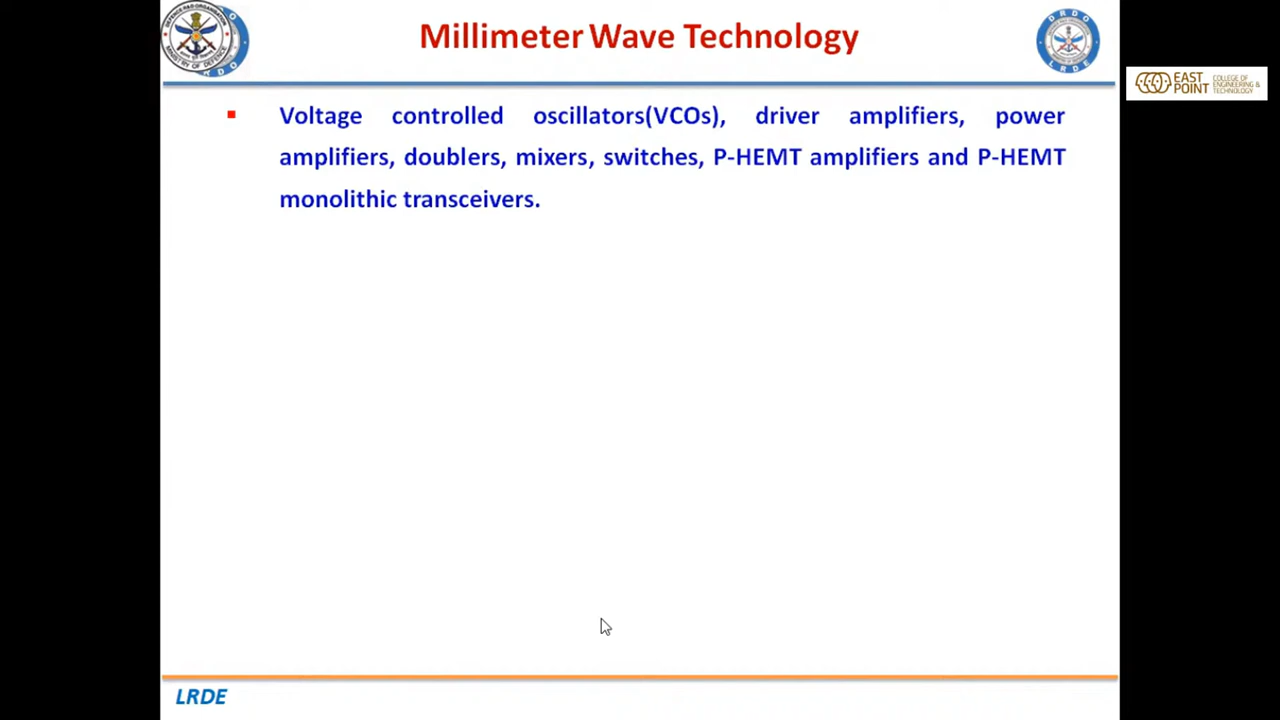 Millimeter Wave Technology
EAST
POINT
COLLEGE OF
ENGINEERING &
TECHNOLOGY
Voltage controlled oscillators(VCOs), driver amplifiers, power
amplifiers, doublers, mixers, switches, P-HEMT amplifiers and P-HEMT
monolithic transceivers.
LRDE